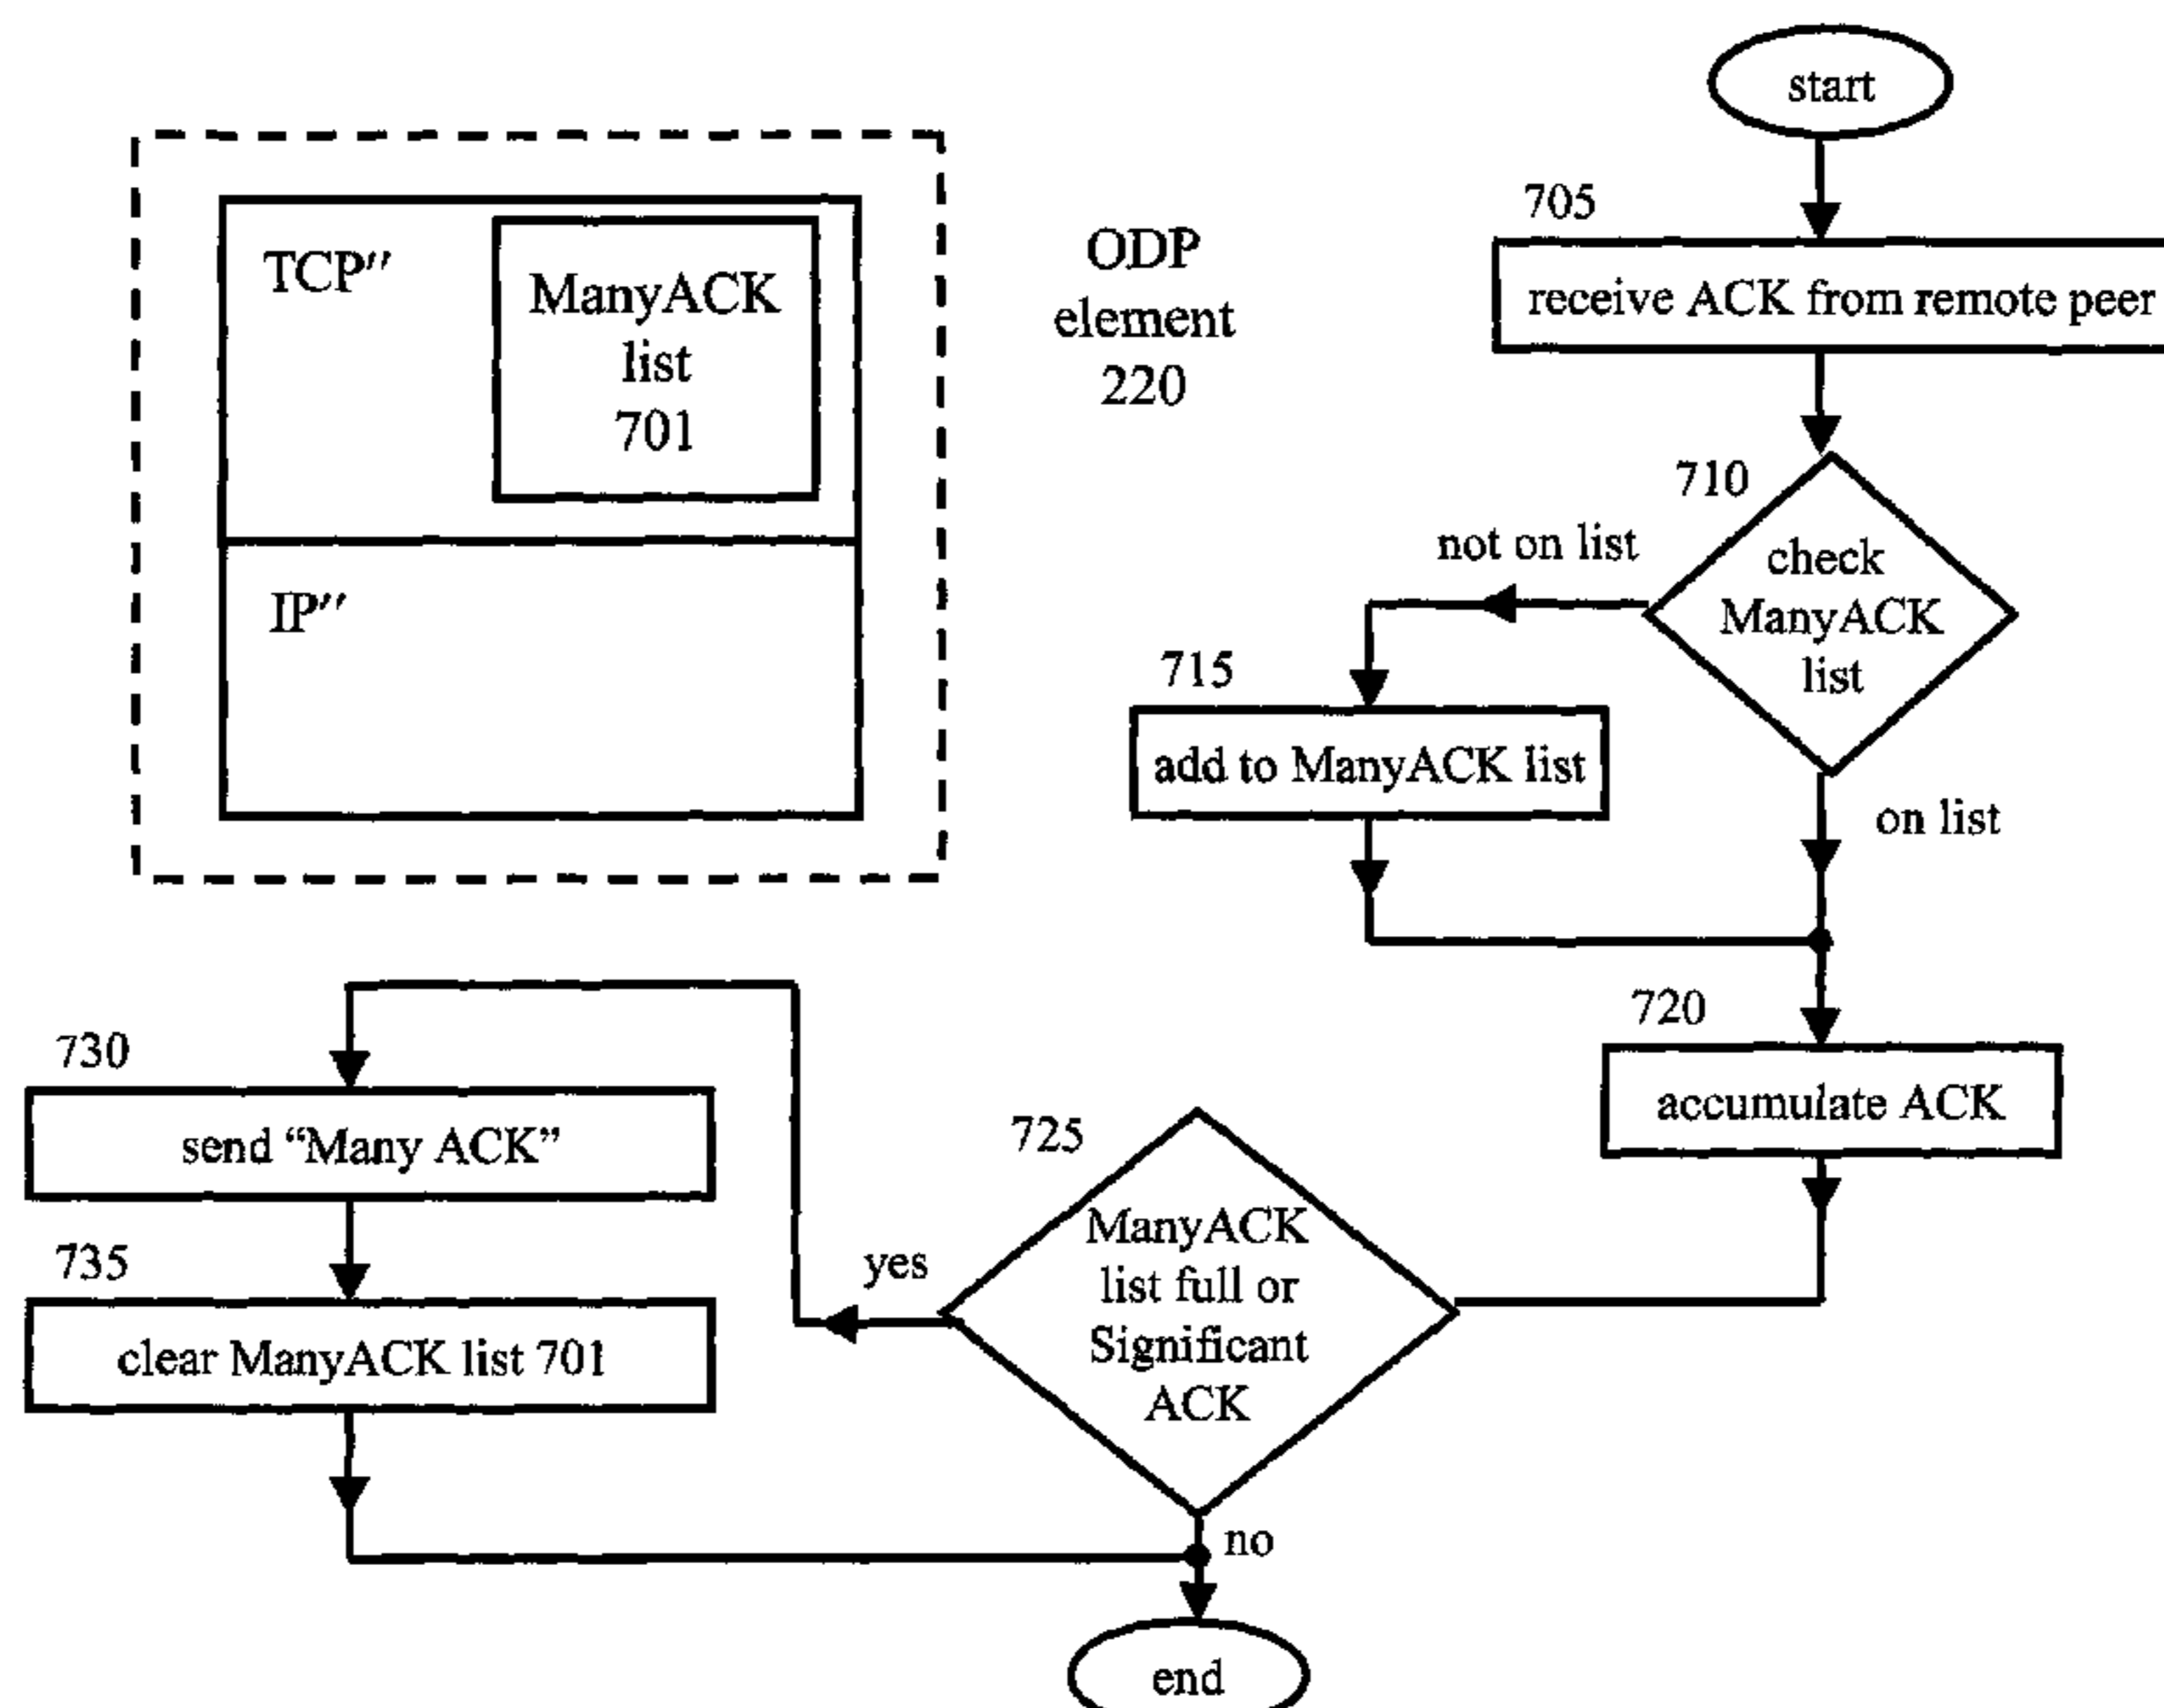 start
705
receive ACK from remote peer
TCP″
ManyACK
list
701
ODP
element
220
710
check
ManyACK
list
not on list
IP″
715
add to ManyACK list
on list
720
accumulate ACK
725
ManyACK
list full or
Significant
ACK
yes
730
send “Many ACK”
735
clear ManyACK list 701
no
end